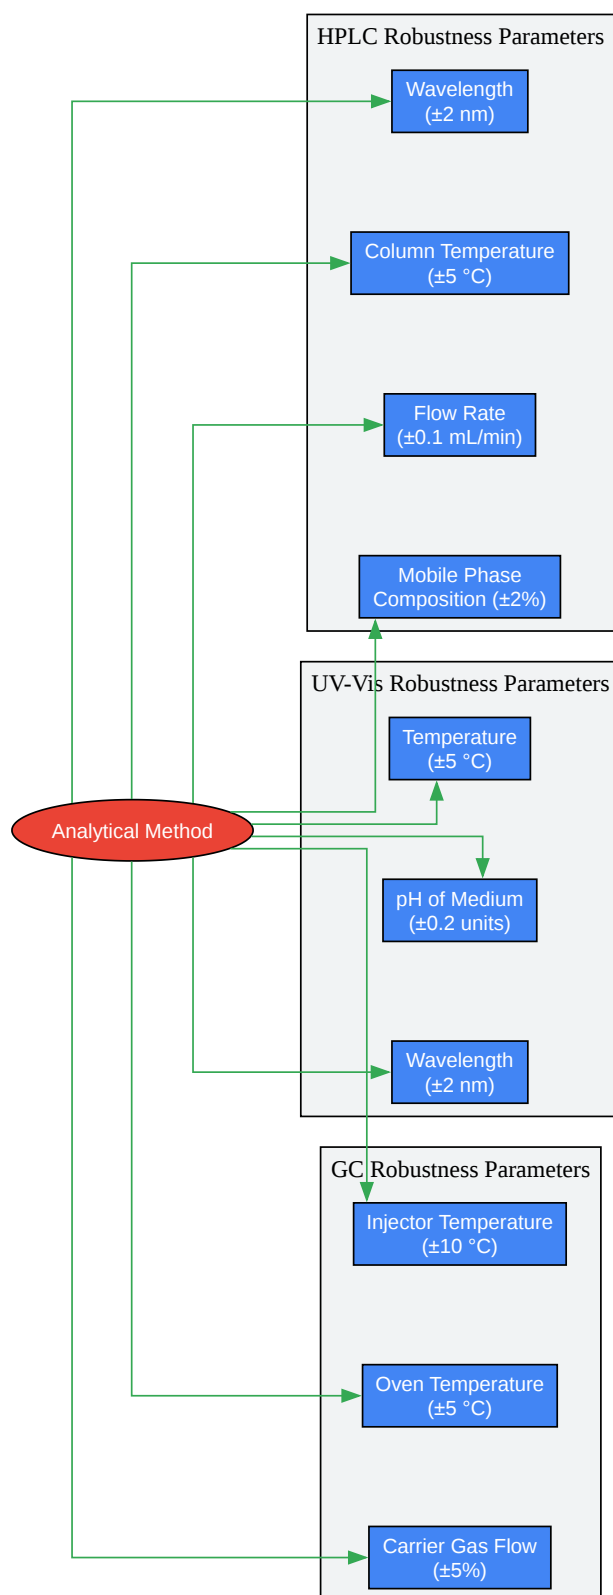 HPLC Robustness Parameters
Wavelength
(±2 nm)
Column Temperature
(±5 °C)
Flow Rate
(±0.1 mL/min)
Mobile Phase
Composition (±2%)
UV-Vis Robustness Parameters
Temperature
(±5 °C)
Analytical Method
pH of Medium
(±0.2 units)
Wavelength
(±2 nm)
GC Robustness Parameters
Injector Temperature
(±10 °C)
Oven Temperature
(±5 °C)
Carrier Gas Flow
(±5%)